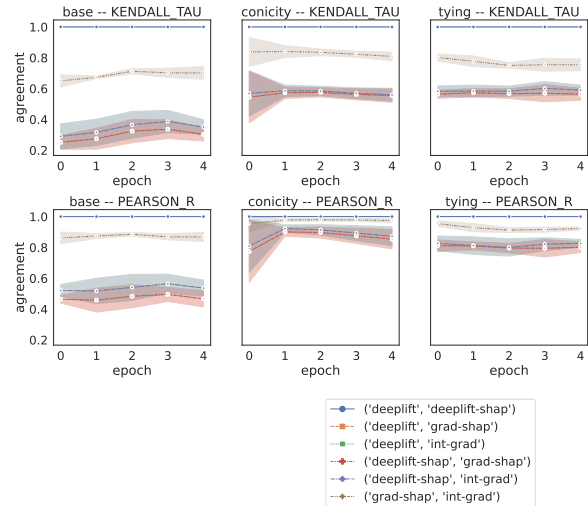 base -- KENDALL_TAU
conicity -- KENDALL_TAU
tying -- KENDALL_TAU
agreement
1.0
0.8
0.6
0.4
0.2
0 1 2 3 4
0 1 2 3 4
0 1 2 3 4
epoch
epoch
epoch
base -- PEARSON_R
conicity -- PEARSON_R
tying -- PEARSON_R
agreement
1.0
0.8
0.6
0.4
0.2
0 1 2 3 4
0 1 2 3 4
0 1 2 3 4
epoch
epoch
epoch
('deeplift', 'deeplift-shap')
('deeplift', 'grad-shap')
('deeplift', 'int-grad')
('deeplift-shap', 'grad-shap')
('deeplift-shap', 'int-grad')
('grad-shap', 'int-grad')